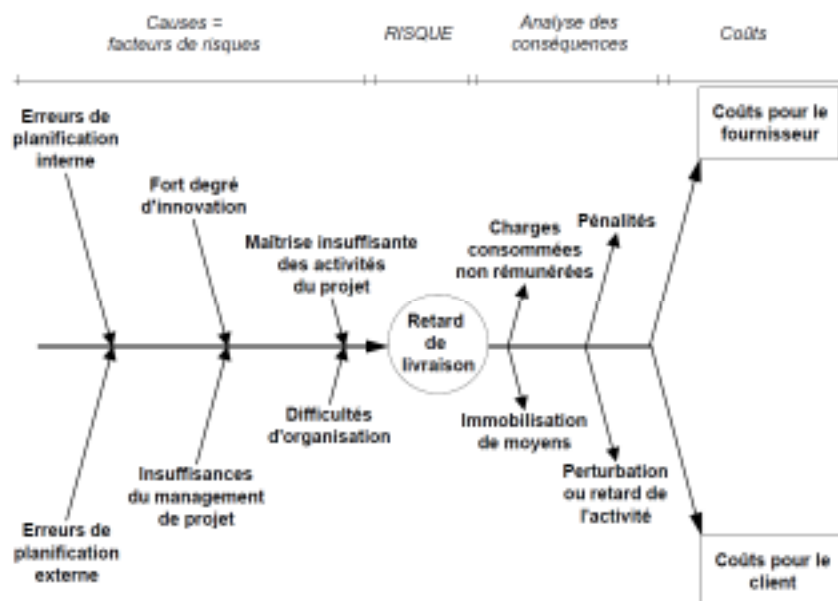 Causes =
facteurs de risques
RISQUE
Analyse des
conséquences
Coûts
Erreurs de
planification
interne
Fort degré
d'innovation
Maîtrise insuffisante
des activités
du projet
Charges
consommées
non rémunérées
Pénalités
Coûts pour le
fournisseur
Retard
de
livraison
Erreurs de
planification
externe
Insuffisances
du management
de projet
Difficultés
d'organisation
Immobilisation
de moyens
Perturbation
ou retard de
l'activité
Coûts pour le
client